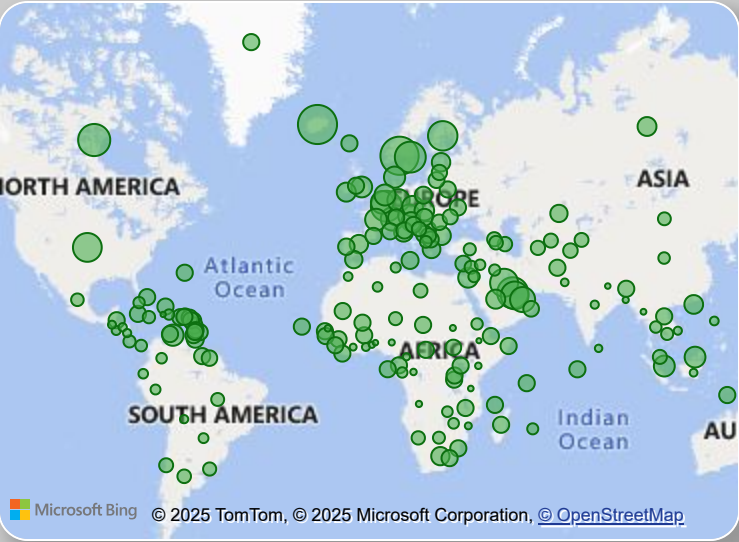 ASIA
NORTH AMERICA
EUROPE
Atlantic
Ocean
AFRICA
SOUTH AMERICA
Indian
Ocean
AU
Microsoft Bing
© 2025 TomTom, © 2025 Microsoft Corporation, © OpenStreetMap